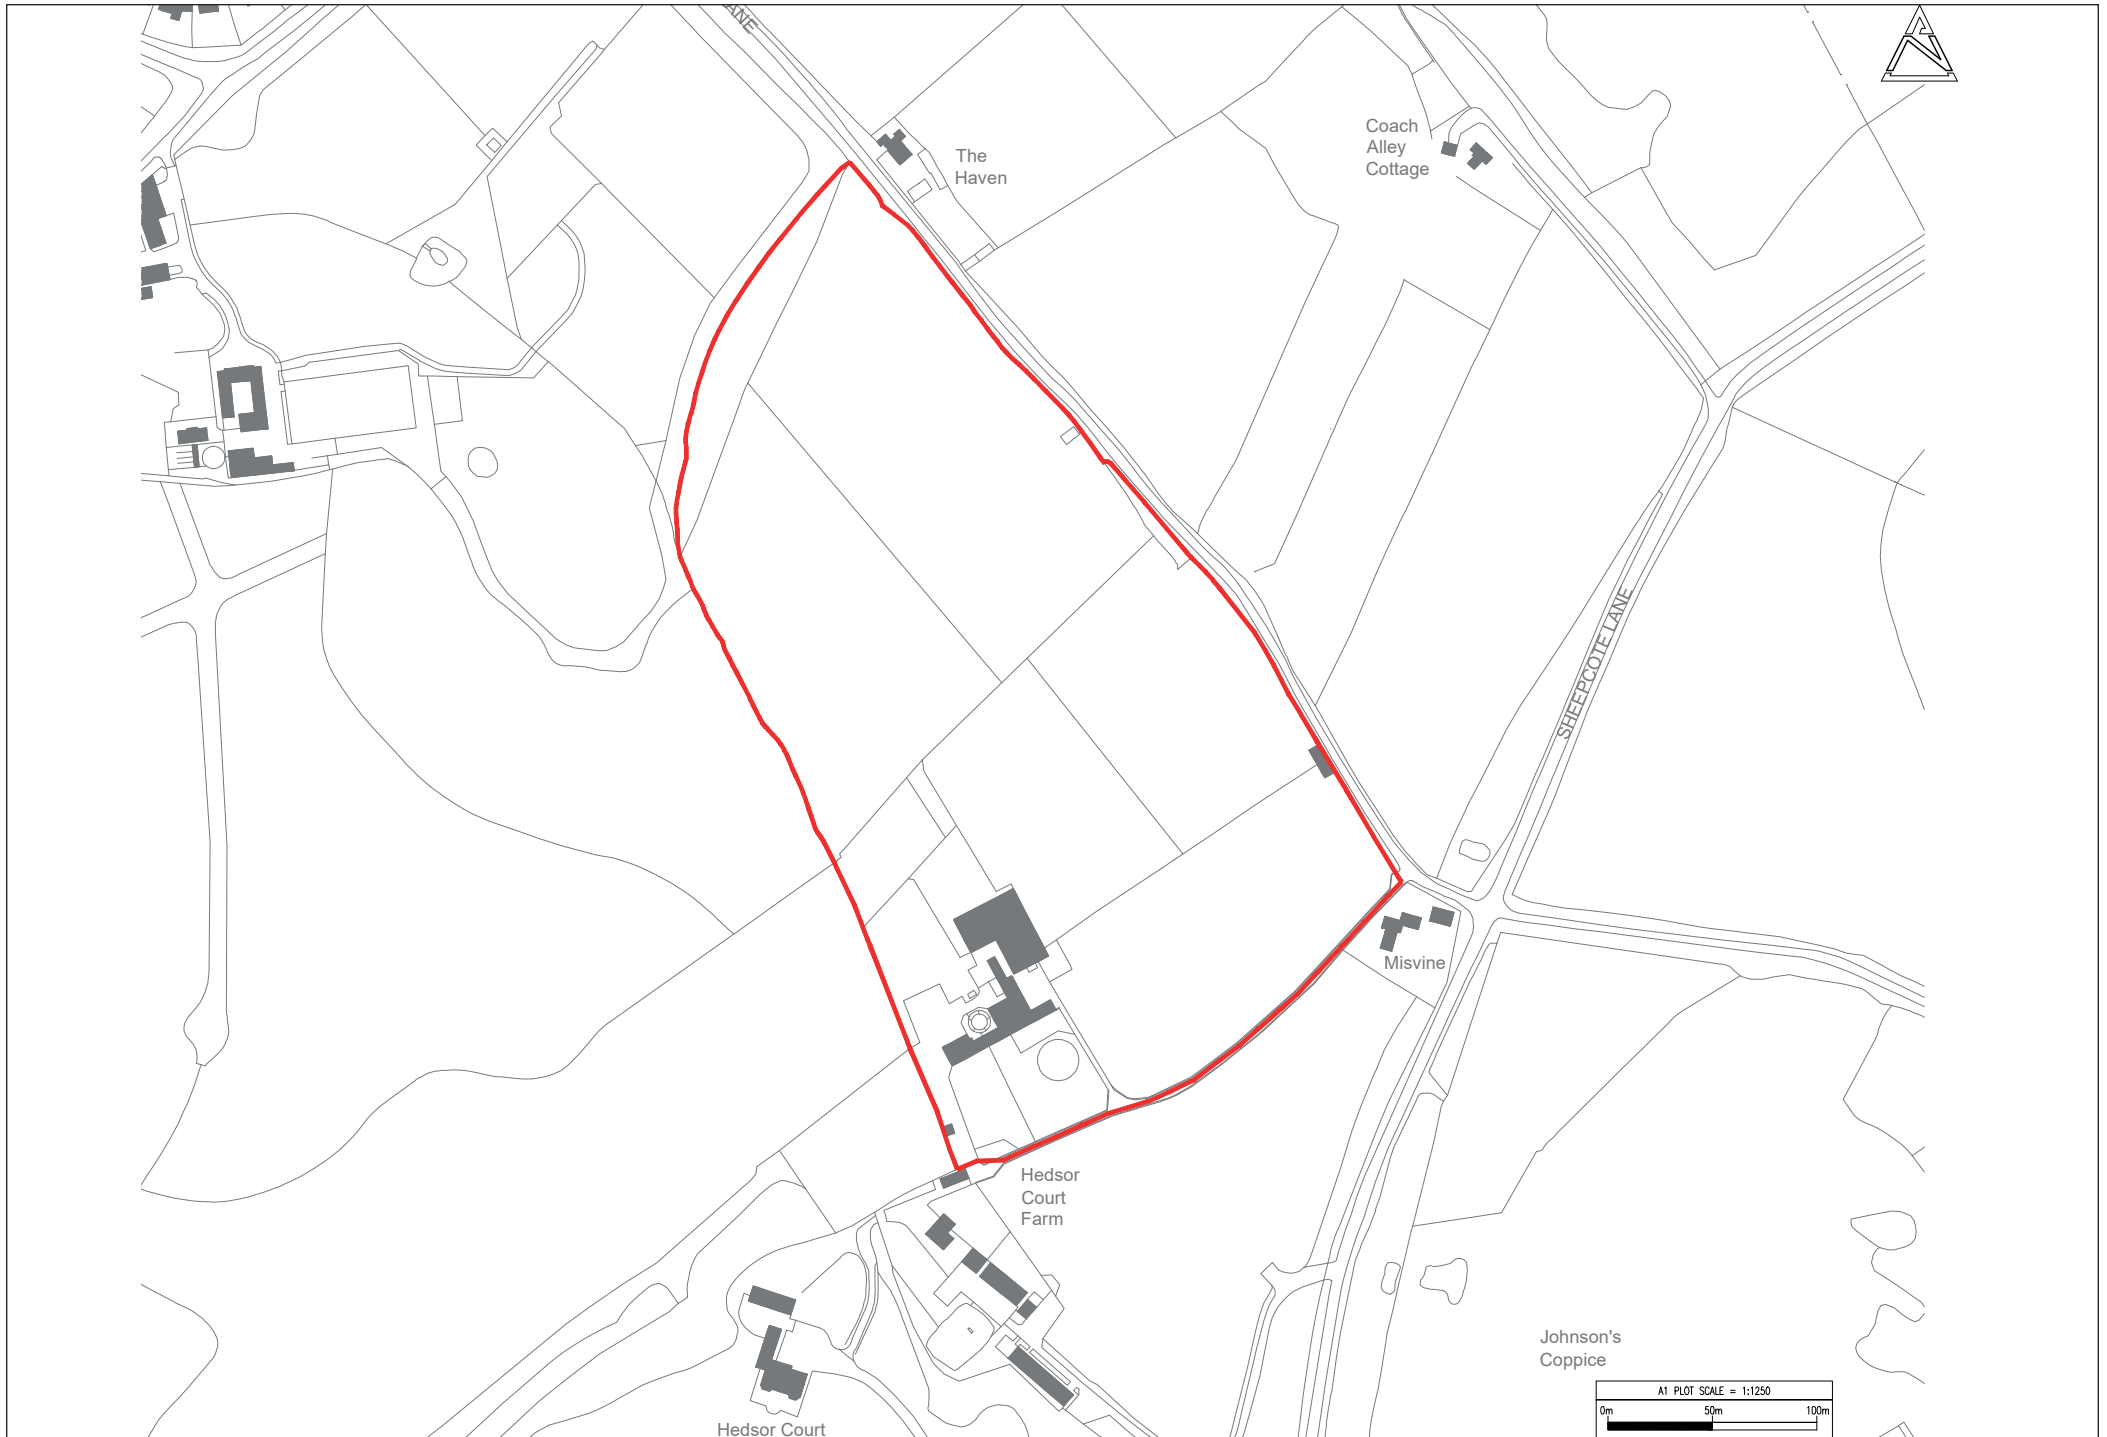 The
Haven
Coach
Alley
Cottage
SHEEPCOTE LANE
Misvine
Hedsor
Court
Farm
Johnson's
Coppice
Hedsor Court
A1 PLOT SCALE = 1:1250
0m 50m 100m